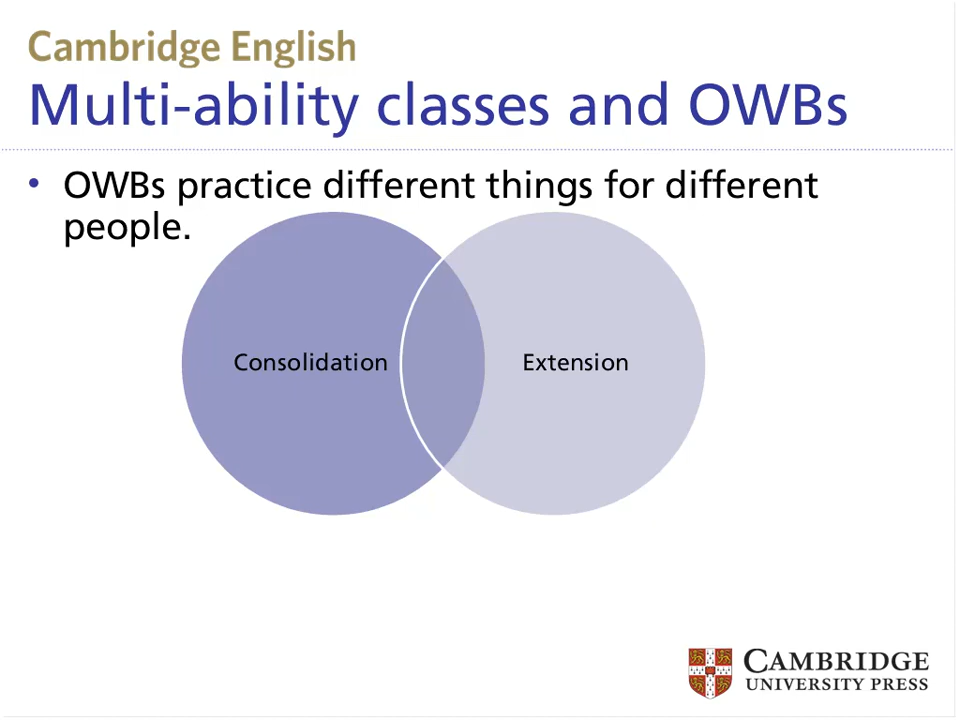 Cambridge English
Multi-ability classes and OWBs
• OWBs practice different things for different
people.
Consolidation
Extension
CAMBRIDGE
UNIVERSITY PRESS